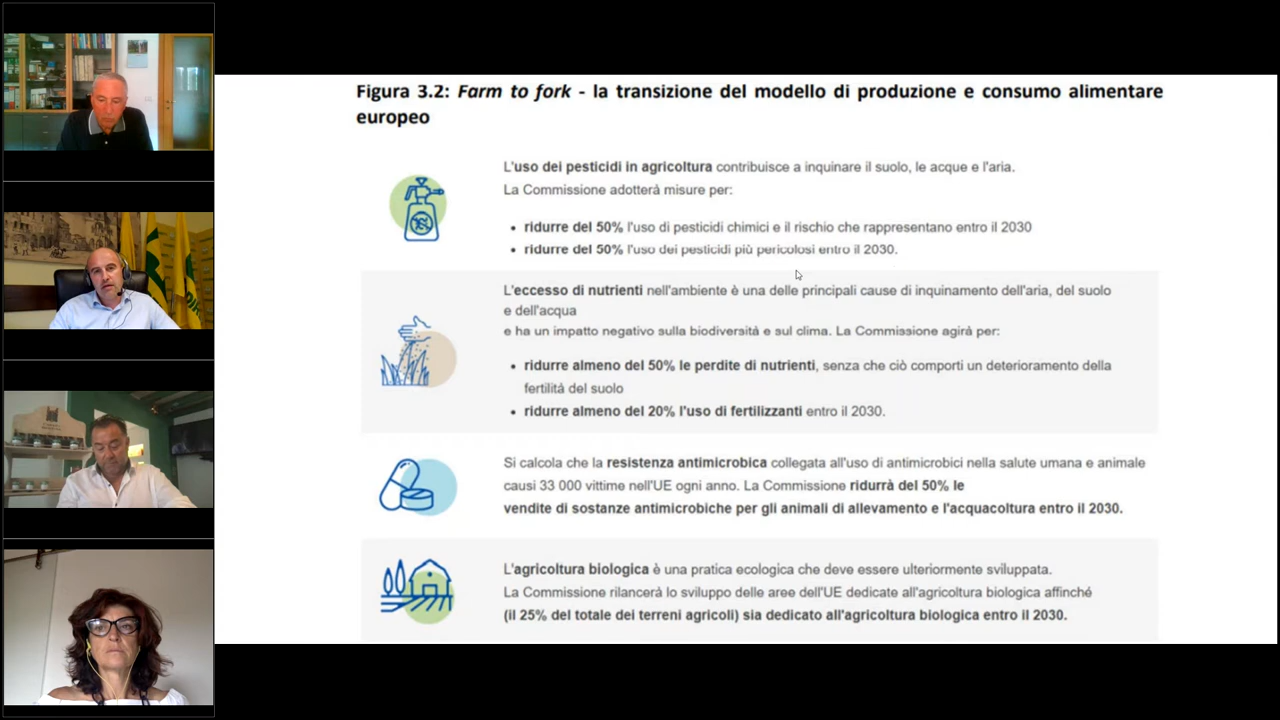 Figura 3.2: Farm to fork - la transizione del modello di produzione e consumo alimentare
europeo
L'uso dei pesticidi in agricoltura contribuisce a inquinare il suolo, le acque e l'aria.
La Commissione adotterà misure per:
• ridurre del 50% l'uso di pesticidi chimici e il rischio che rappresentano entro il 2030
• ridurre del 50% l'uso dei pesticidi più pericolosi entro il 2030.
L'eccesso di nutrienti nell'ambiente è una delle principali cause di inquinamento dell'aria, del suolo
e dell'acqua
e ha un impatto negativo sulla biodiversità e sul clima. La Commissione agirà per:
• ridurre almeno del 50% le perdite di nutrienti, senza che ciò comporti un deterioramento della
fertilità del suolo
• ridurre almeno del 20% l'uso di fertilizzanti entro il 2030.
Si calcola che la resistenza antimicrobica collegata all'uso di antimicrobici nella salute umana e animale
causi 33 000 vittime nell'UE ogni anno. La Commissione ridurrà del 50% le
vendite di sostanze antimicrobiche per gli animali di allevamento e l'acquacoltura entro il 2030.
L'agricoltura biologica è una pratica ecologica che deve essere ulteriormente sviluppata.
La Commissione rilancerà lo sviluppo delle aree dell'UE dedicate all'agricoltura biologica affinché
(il 25% del totale dei terreni agricoli) sia dedicato all'agricoltura biologica entro il 2030.